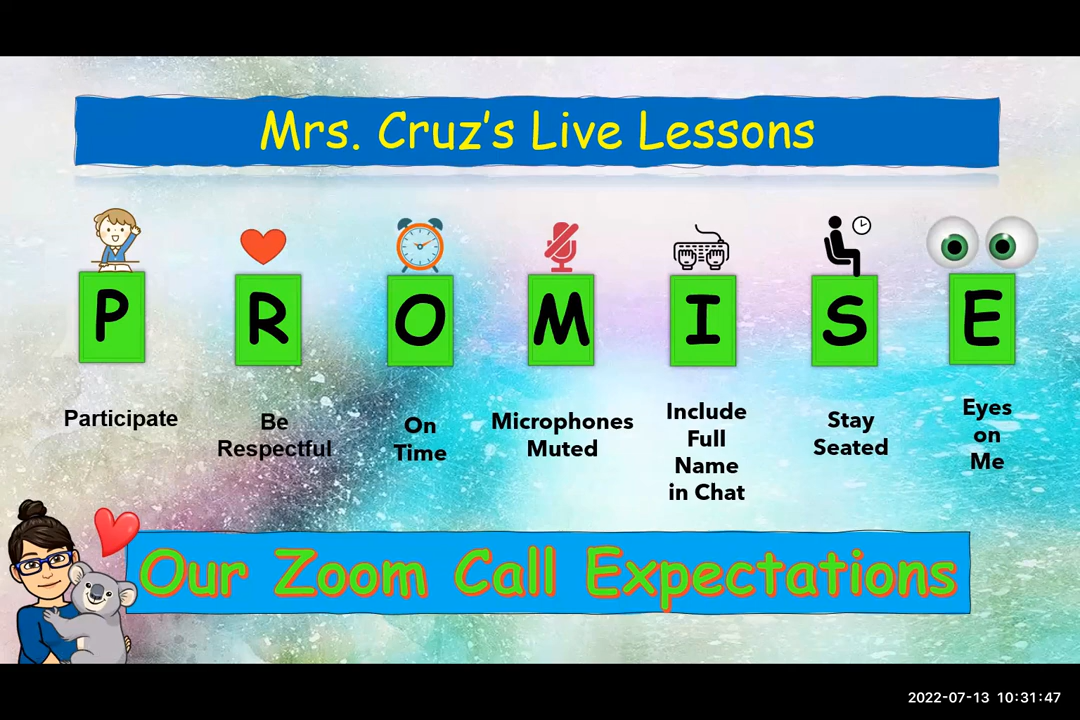 Mrs. Cruz's Live Lessons
P R O M I S E
Participate
Be
Respectful
On
Time
Microphones
Muted
Include
Full
Name
in Chat
Stay
Seated
Eyes
on
Me
Our Zoom Call Expectations
2022-07-13 10:31:47